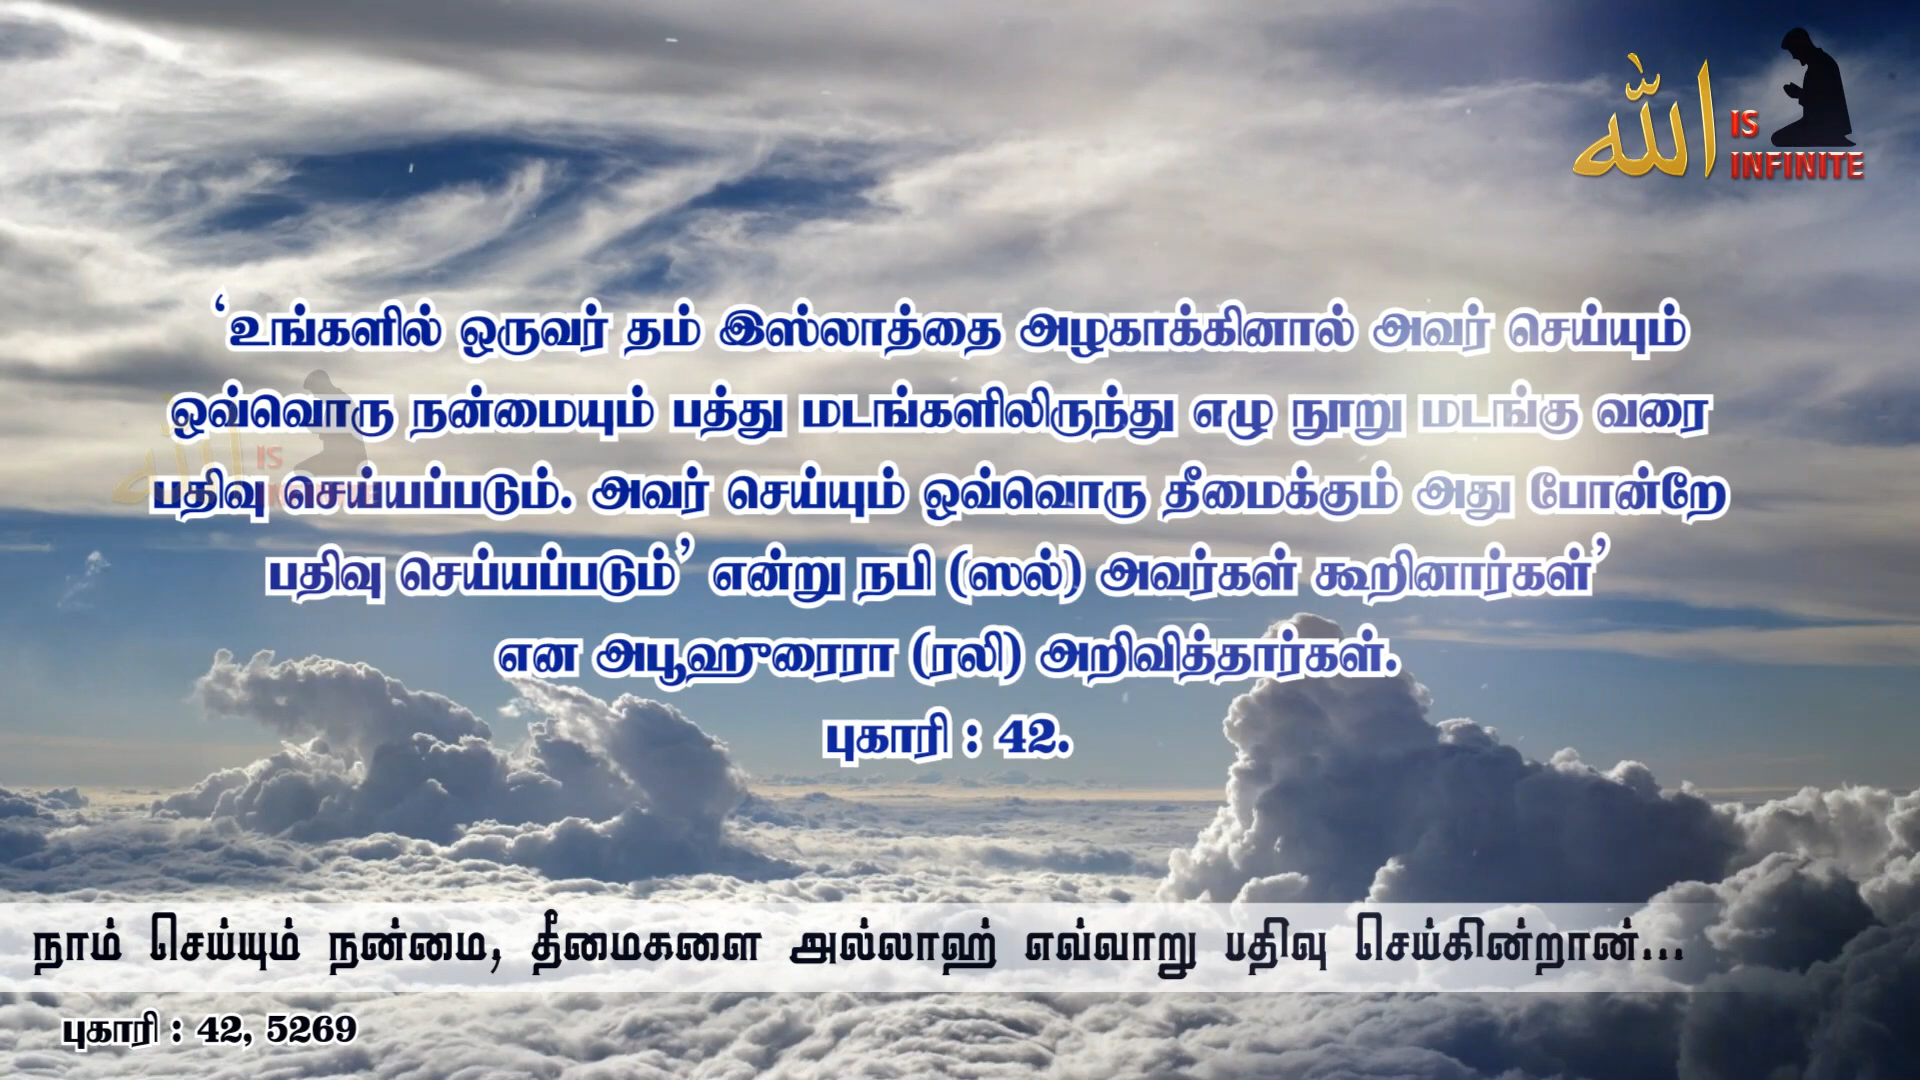 الله IS
INFINITE
‘உங்களில் ஒருவர் தம் இஸ்லாத்தை அழகாக்கினால் அவர் செய்யும்
ஒவ்வொரு நன்மையும் பத்து மடங்களிலிருந்து எழு நூறு மடங்கு வரை
பதிவு செய்யப்படும். அவர் செய்யும் ஒவ்வொரு தீமைக்கும் அது போன்றே
பதிவு செய்யப்படும்’ என்று நபி (ஸல்) அவர்கள் கூறினார்கள்’
என அபூஹுரைரா (ரலி) அறிவித்தார்கள்.
புகாரி : 42.
நாம் செய்யும் நன்மை, தீமைகளை அல்லாஹ் எவ்வாறு பதிவு செய்கின்றான்...
புகாரி : 42, 5269